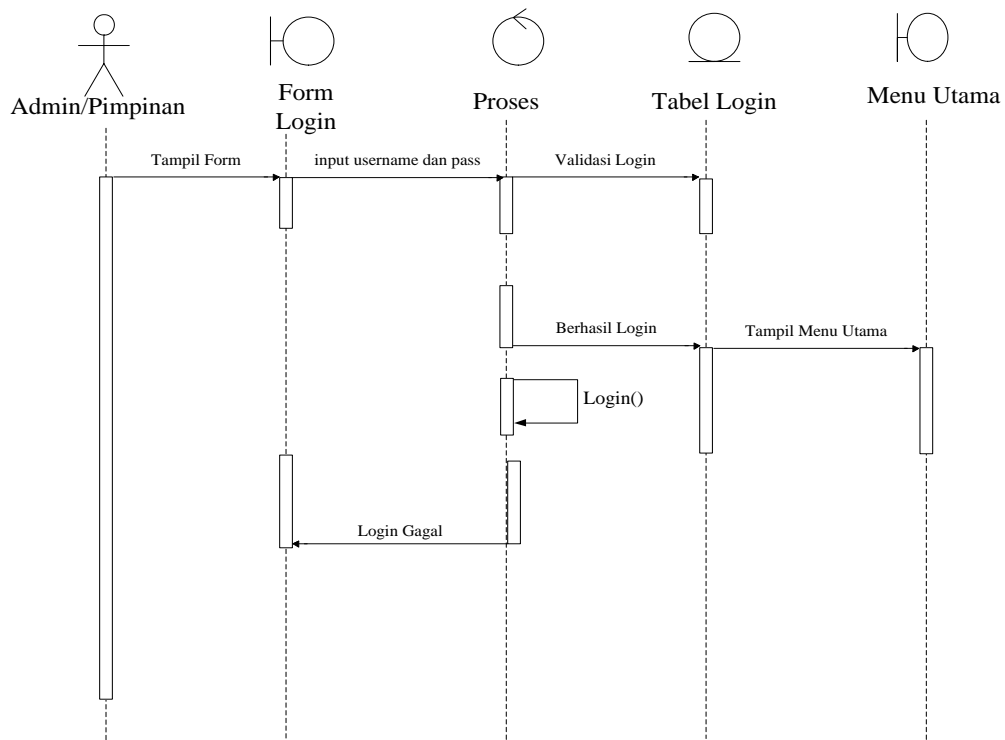 Admin/Pimpinan
Form
Login
Proses
Tabel Login
Menu Utama
Tampil Form
input username dan pass
Validasi Login
Berhasil Login
Tampil Menu Utama
Login()
Login Gagal